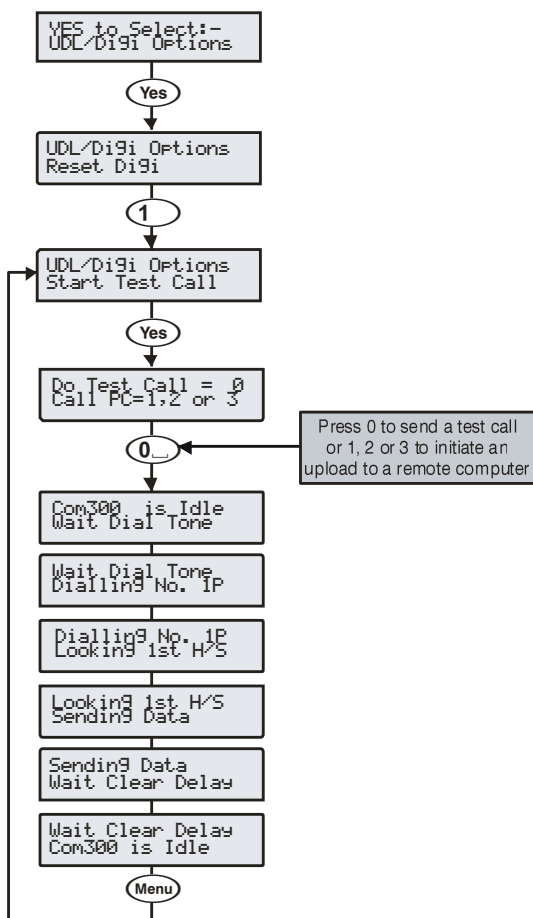 YES to Select:-
UDL/Digi Options
Yes
UDL/Digi Options
Reset Digi
1
UDL/Digi Options
Start Test Call
Yes
Do Test Call = 0
Call PC=1,2 or 3
0
Press 0 to send a test call
or 1, 2 or 3 to initiate an
upload to a remote computer
Com300 is Idle
Wait Dial Tone
Wait Dial Tone
Dialling No. 1P
Dialling No. 1P
Looking 1st H/S
Looking 1st H/S
Sending Data
Sending Data
Wait Clear Delay
Wait Clear Delay
Com300 is Idle
Menu